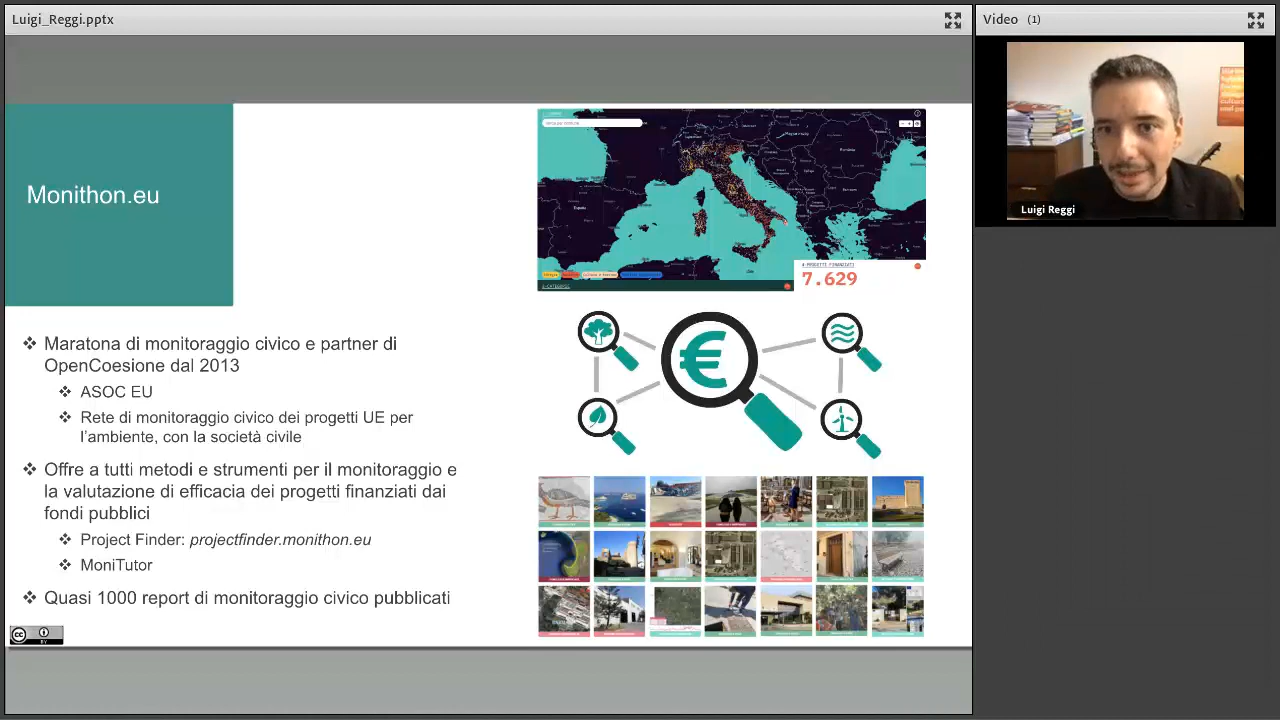 Luigi_Reggi.pptx
Video (1)
Luigi Reggi
Monithon.eu
❖ Maratona di monitoraggio civico e partner di
OpenCoesione dal 2013
❖ ASOC EU
❖ Rete di monitoraggio civico dei progetti UE per
l'ambiente, con la società civile
❖ Offre a tutti metodi e strumenti per il monitoraggio e
la valutazione di efficacia dei progetti finanziati dai
fondi pubblici
❖ Project Finder: projectfinder.monithon.eu
❖ MoniTutor
❖ Quasi 1000 report di monitoraggio civico pubblicati
7.629
cc
BY